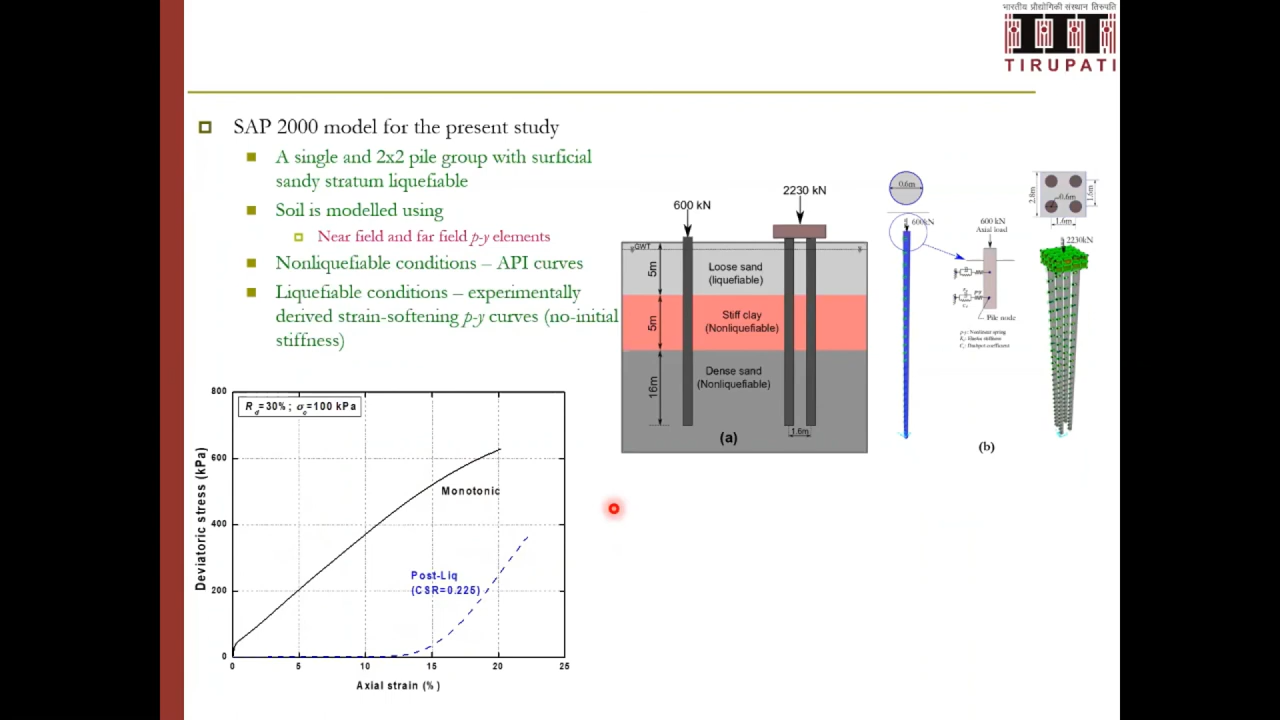 भारतीय प्रौद्योगिकी संस्थान तिरुपति
TIRUPATI
SAP 2000 model for the present study
A single and 2x2 pile group with surficial
sandy stratum liquefiable
Soil is modelled using
Near field and far field p-y elements
Nonliquefiable conditions – API curves
Liquefiable conditions – experimentally
derived strain-softening p-y curves (no-initial
stiffness)
600 kN
2230 kN
GWT
5m
Loose sand
(liquefiable)
5m
Stiff clay
(Nonliquefiable)
16m
Dense sand
(Nonliquefiable)
1.6m
(a)
0.6m
600kN
600 kN
Axial load
Pile node
p-y: Nonlinear spring
: Elastic stiffness
: Dashpot coefficient
2.8m
0.6m
1.6m
1.6m
2230kN
(b)
Deviatoric stress (kPa)
800
600
400
200
0
R d=30% ; σ c=100 kPa
Monotonic
Post-Liq
(CSR=0.225)
0 5 10 15 20 25
Axial strain (%)